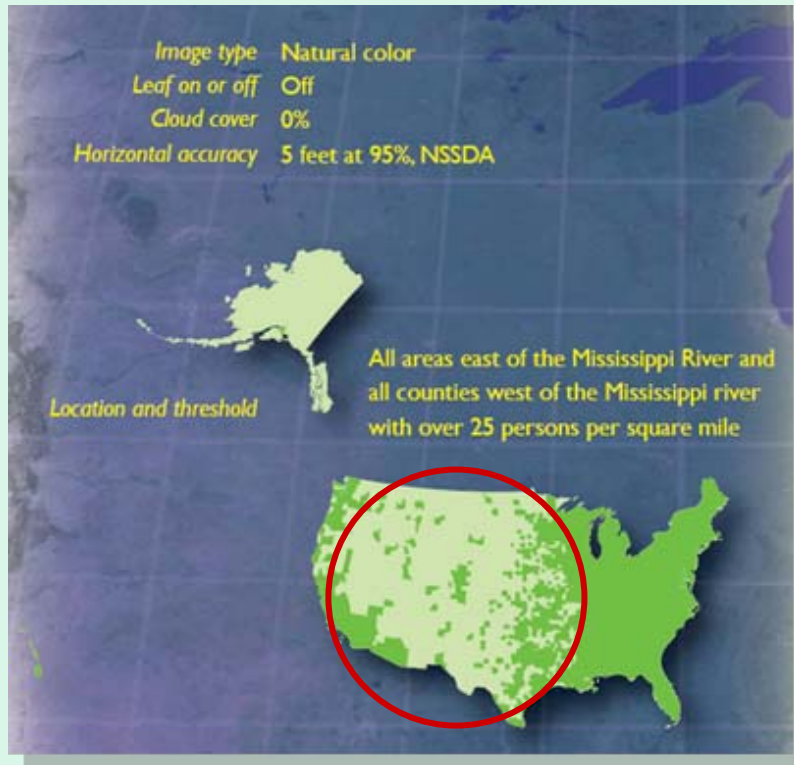 Image type Natural color
Leaf on or off Off
Cloud cover 0%
Horizontal accuracy 5 feet at 95%, NSSDA
All areas east of the Mississippi River and
all counties west of the Mississippi river
Location and threshold
with over 25 persons per square mile